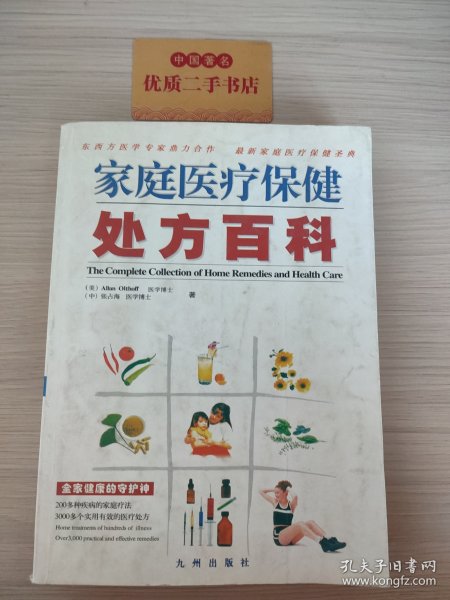 中国著名
优质二手书店
东西方医学专家鼎力合作 最新家庭医疗保健圣典
家庭医疗保健
处方百科
The Complete Collection of Home Remedies and Health Care
(美) Allan Olthoff 医学博士
(中) 张占海 医学博士 著
全家健康的守护神
200多种疾病的家庭疗法
3000多个实用有效的医疗处方
Home treatments of hundreds of illness
Over3,000 practical and effective remedies
九州出版社
孔夫子旧书网
www.kongfz.com